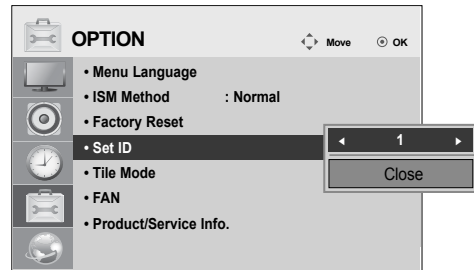 OPTION Move OK
• Menu Language
• ISM Method : Normal
• Factory Reset
• Set ID 1
• Tile Mode Close
• FAN
• Product/Service Info.